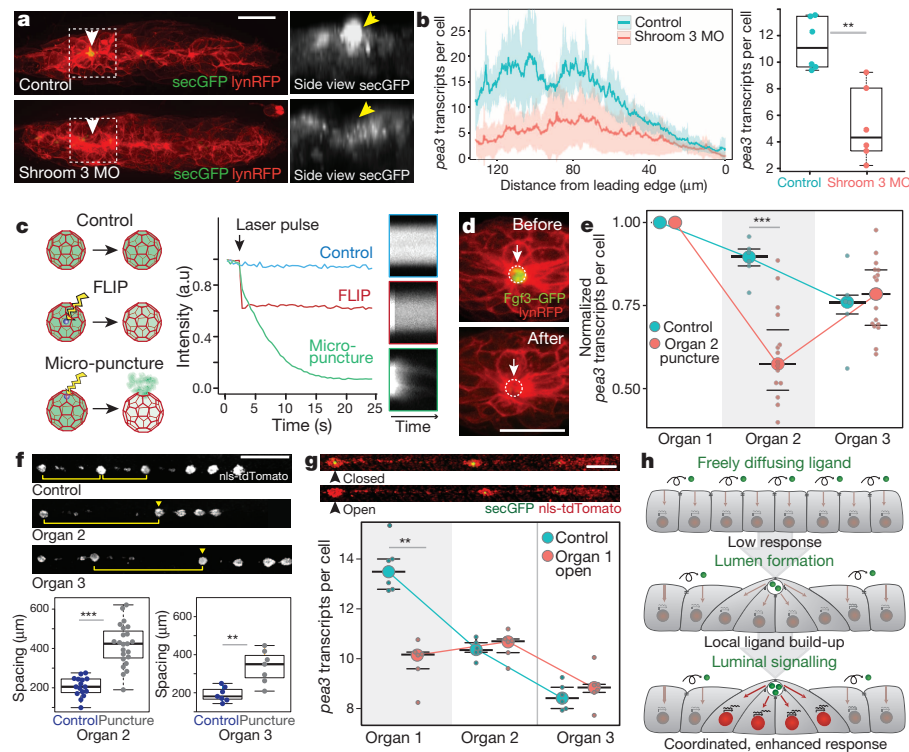 a
Control
secGFP lynRFP
Side view secGFP
Shroom 3 MO
secGFP lynRFP
Side view secGFP
b
pea3 transcripts per cell
25
20
15
10
5
0
Control
Shroom 3 MO
120
80
40
0
Distance from leading edge (μm)
pea3 transcripts per cell
12
10
8
6
4
2
**
Control
Shroom 3 MO
c
Control
FLIP
Micro-puncture
Laser pulse
Intensity (a.u)
0.8
0.4
0.0
Control
FLIP
Micro-
puncture
0
5
10
15
20
25
Time (s)
Time
d
Before
Fgf3–GFP
lynRFP
After
e
Normalized
pea3 transcripts per cell
1.00
0.75
0.50
***
Control
Organ 2
puncture
Organ 1
Organ 2
Organ 3
f
nls-tdTomato
Control
Organ 2
Organ 3
Spacing (μm)
600
400
200
***
Control
Puncture
Organ 2
Spacing (μm)
600
400
200
**
Control
Puncture
Organ 3
g
Closed
Open
secGFP nls-tdTomato
pea3 transcripts per cell
14
12
10
8
**
Control
Organ 1
open
Organ 1
Organ 2
Organ 3
h
Freely diffusing ligand
Low response
Lumen formation
Local ligand build-up
Luminal signalling
Coordinated, enhanced response